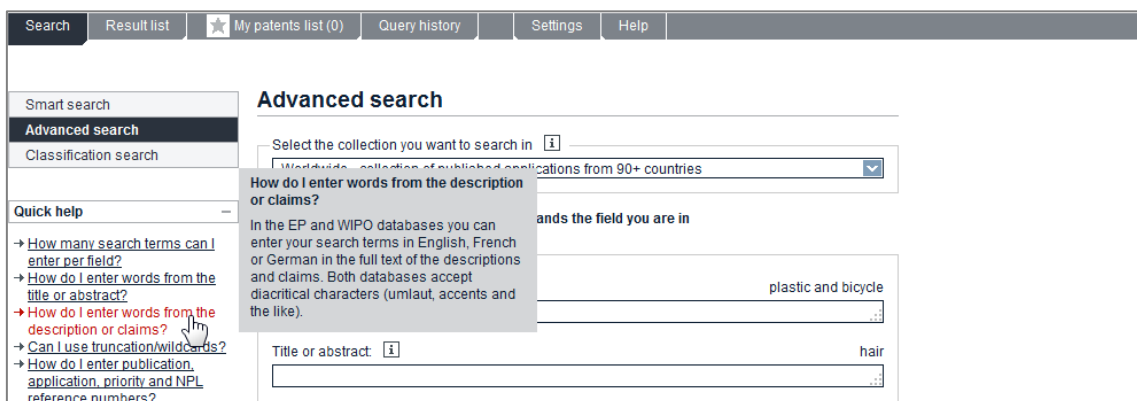 Search Result list My patents list (0) Query history Settings Help
Smart search
Advanced search
Classification search
Quick help
How many search terms can I
enter per field?
How do I enter words from the
title or abstract?
How do I enter words from the
description or claims?
Can I use truncation/wildcards?
How do I enter publication,
application, priority and NPL
reference numbers?
Advanced search
Select the collection you want to search in i
Worldwide - collection of published applications from 90+ countries
How do I enter words from the description
or claims?
In the EP and WIPO databases you can
enter your search terms in English, French
or German in the full text of the descriptions
and claims. Both databases accept
diacritical characters (umlaut, accents and
the like).
ands the field you are in
plastic and bicycle
Title or abstract: i hair